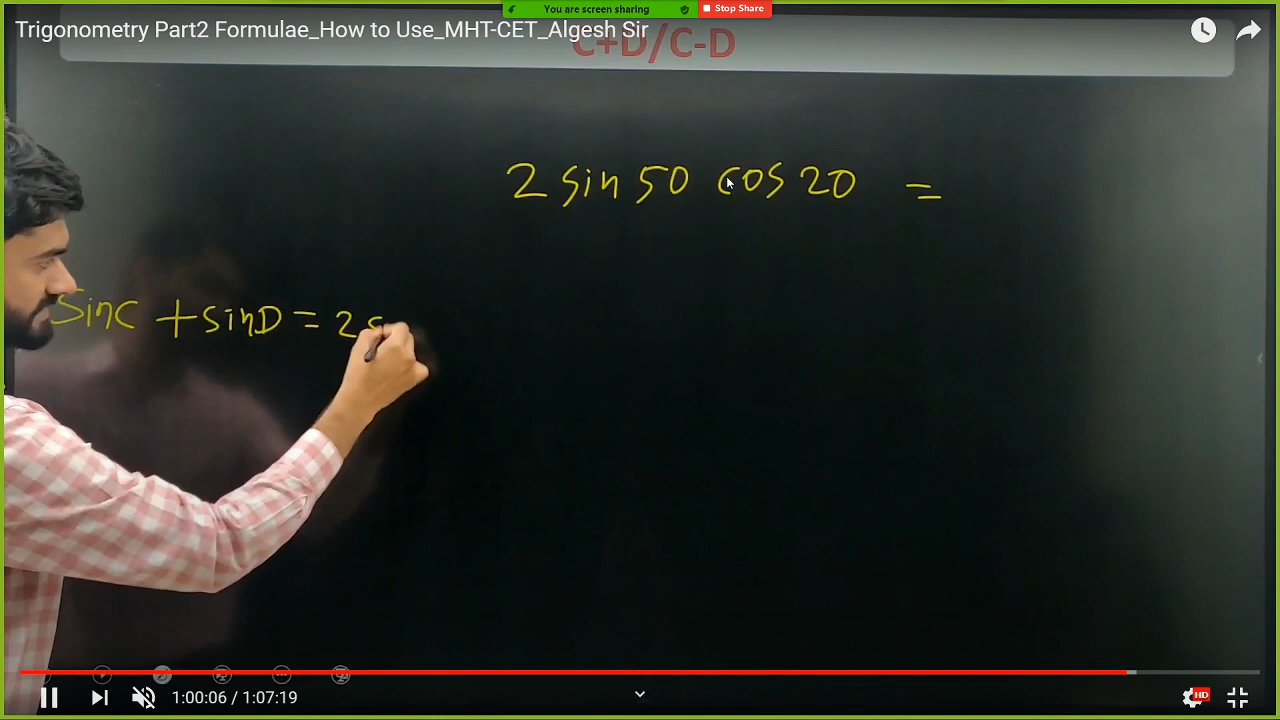 You are screen sharing Stop Share
Trigonometry Part2 Formulae_How to Use_MHT-CET_Algesh Sir
C+D/C-D
2 sin 50 cos 20 =
Sinc + sinD = 2 s
1:00:06 / 1:07:19
HD